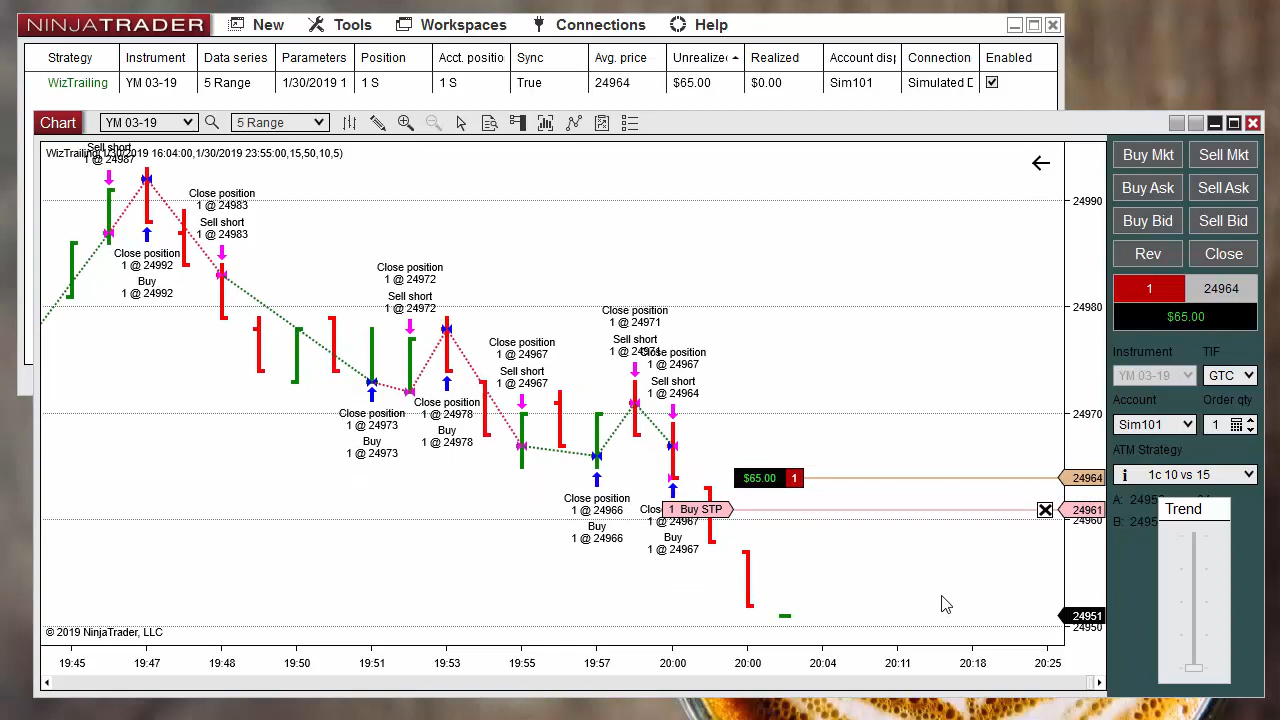 NINJATRADER New Tools Workspaces Connections Help
Strategy Instrument Data series Parameters Position Acct. positio Sync Avg. price Unrealized Realized Account disp Connection Enabled
WizTrailing YM 03-19 5 Range 1/30/2019 1 1 S 1 S True 24964 $65.00 $0.00 Sim101 Simulated D
Chart YM 03-19 5 Range
Sell short
1 @ 24987
Close position
1 @ 24992
Buy
1 @ 24992
Close position
1 @ 24983
Sell short
1 @ 24983
Close position
1 @ 24973
Buy
1 @ 24973
Close position
1 @ 24972
Sell short
1 @ 24972
Close position
1 @ 24978
Buy
1 @ 24978
Close position
1 @ 24967
Sell short
1 @ 24967
Close position
1 @ 24966
Buy
1 @ 24966
Close position
1 @ 24971
Sell short
Close position
1 @ 24967
Sell short
1 @ 24964
1 @ 24967
Buy
1 @ 24967
$65.00 1
1 Buy STP
24990
24980
24970
24964
24961
24960
24951
24950
© 2019 NinjaTrader, LLC
19:45 19:47 19:48 19:50 19:51 19:53 19:55 19:57 20:00 20:00 20:04 20:11 20:18 20:25
Buy Mkt Sell Mkt
Buy Ask Sell Ask
Buy Bid Sell Bid
Rev Close
1 24964
$65.00
Instrument TIF
YM 03-19 GTC
Account Order qty
Sim101 1
ATM Strategy
1c 10 vs 15
Trend